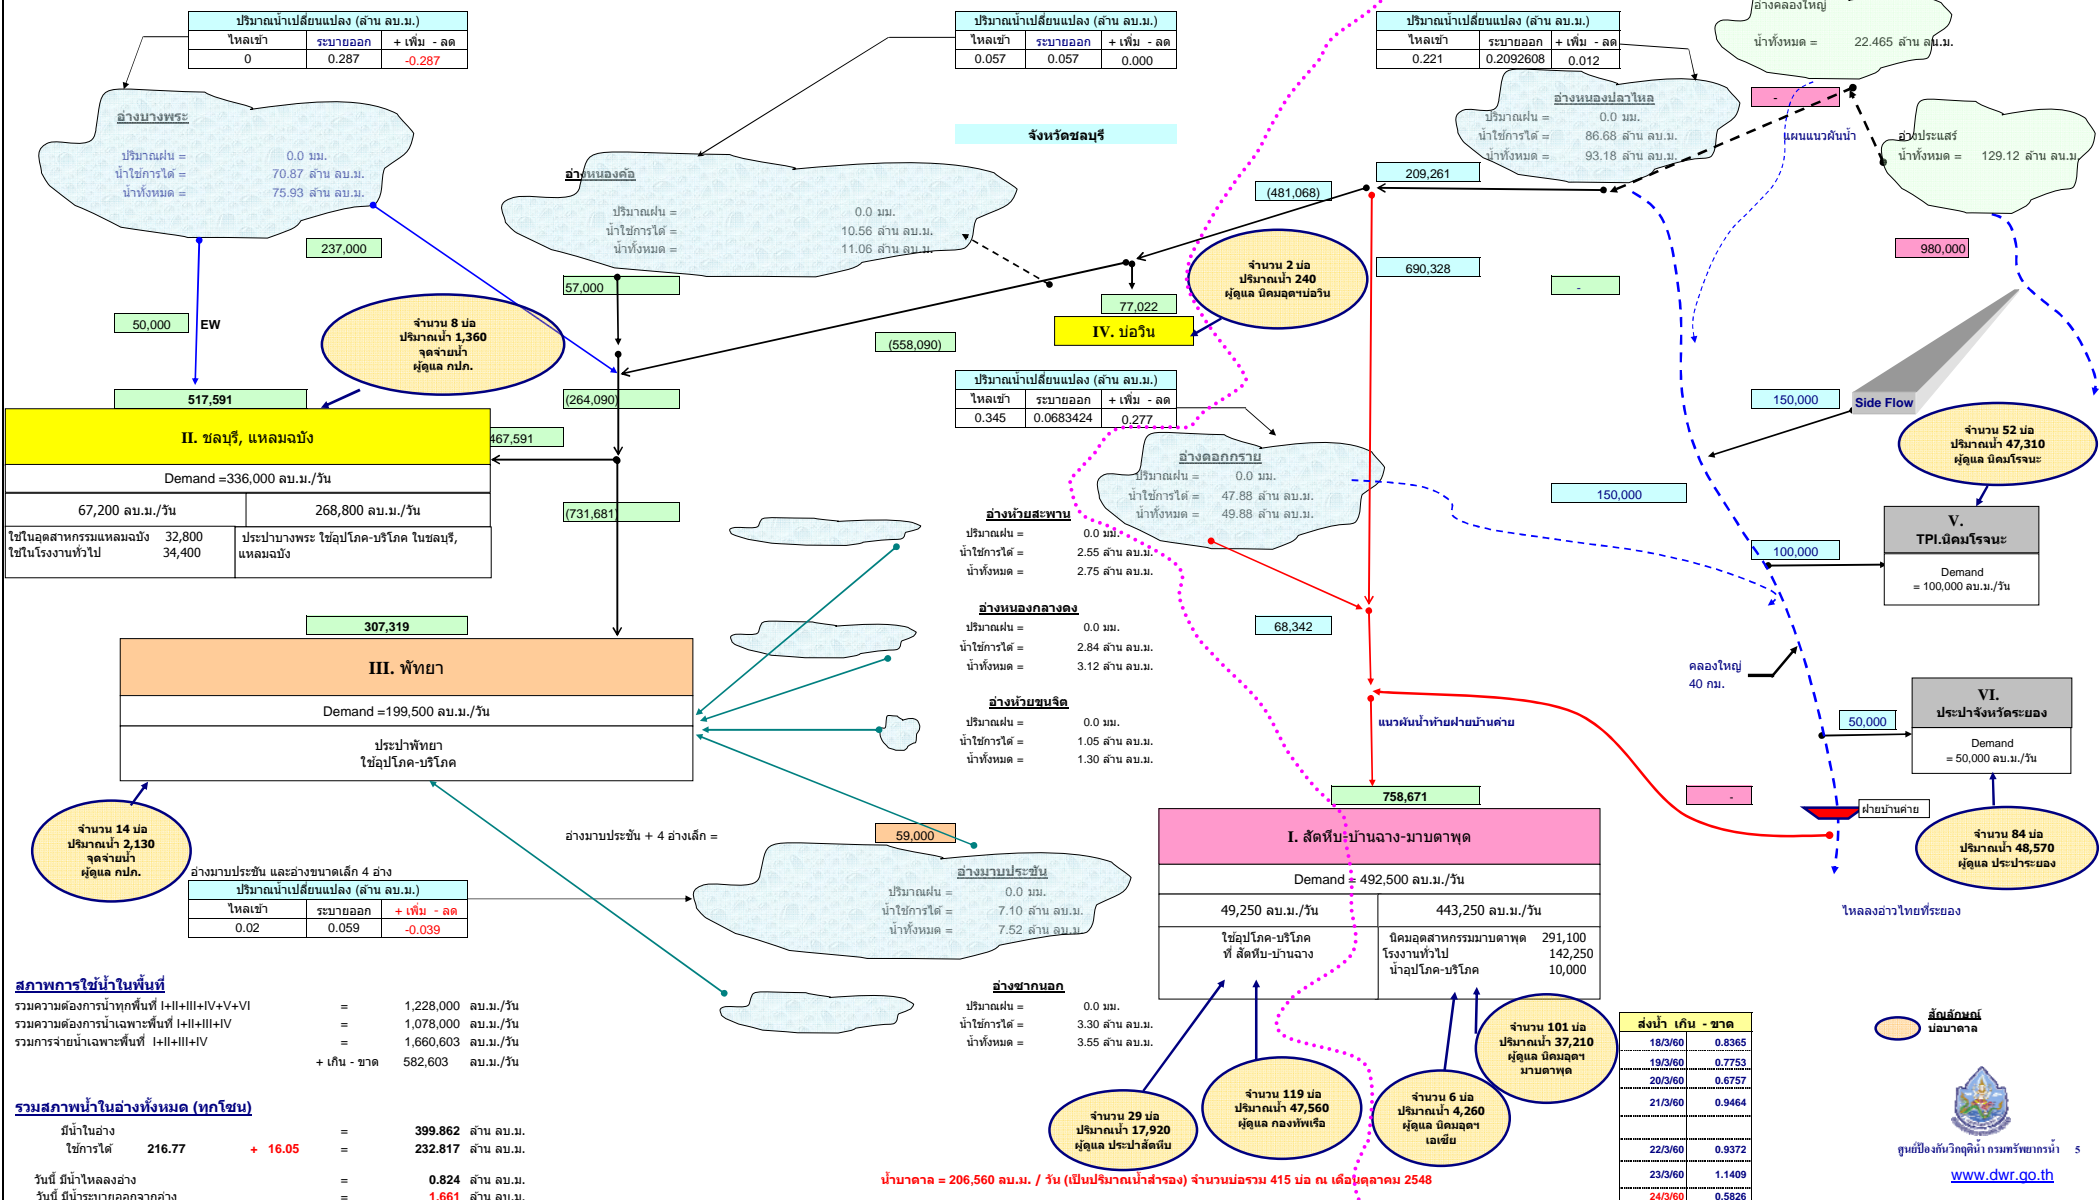 ปริมาณน้ำเปลี่ยนแปลง (ล้าน ลบ.ม.)
ไหลเข้า ระบายออก + เพิ่ม - ลด
0 0.287 -0.287
ปริมาณน้ำเปลี่ยนแปลง (ล้าน ลบ.ม.)
ไหลเข้า ระบายออก + เพิ่ม - ลด
0.057 0.057 0.000
ปริมาณน้ำเปลี่ยนแปลง (ล้าน ลบ.ม.)
ไหลเข้า ระบายออก + เพิ่ม - ลด
0.221 0.2092608 0.012
อ่างคลองใหญ่
น้ำทั้งหมด = 22.465 ล้าน ลบ.ม.
อ่างบางพระ
ปริมาณฝน = 0.0 มม.
น้ำใช้การได้ = 70.87 ล้าน ลบ.ม.
น้ำทั้งหมด = 75.93 ล้าน ลบ.ม.
จังหวัดชลบุรี
อ่างหนองค้อ
ปริมาณฝน = 0.0 มม.
น้ำใช้การได้ = 10.56 ล้าน ลบ.ม.
น้ำทั้งหมด = 11.06 ล้าน ลบ.ม.
อ่างหนองปลาไหล
ปริมาณฝน = 0.0 มม.
น้ำใช้การได้ = 86.68 ล้าน ลบ.ม.
น้ำทั้งหมด = 93.18 ล้าน ลบ.ม.
-
แผนแนวผันน้ำ
อ่างประแสร์
น้ำทั้งหมด = 129.12 ล้าน ลบ.ม.
209,261
(481,068)
237,000
57,000
690,328
-
980,000
จำนวน 2 บ่อ
ปริมาณน้ำ 240
ผู้ดูแล นิคมอุตฯบ่อวิน
77,022
IV. บ่อวิน
50,000 EW
จำนวน 8 บ่อ
ปริมาณน้ำ 1,360
จุดจ่ายน้ำ
ผู้ดูแล กปภ.
(558,090)
517,591
(264,090)
467,591
(731,681)
II. ชลบุรี, แหลมฉบัง
Demand =336,000 ลบ.ม./วัน
67,200 ลบ.ม./วัน 268,800 ลบ.ม./วัน
ใช้ในอุตสาหกรรมแหลมฉบัง 32,800
ใช้ในโรงงานทั่วไป 34,400
ประปาบางพระ ใช้อุปโภค-บริโภค ในชลบุรี,
แหลมฉบัง
ปริมาณน้ำเปลี่ยนแปลง (ล้าน ลบ.ม.)
ไหลเข้า ระบายออก + เพิ่ม - ลด
0.345 0.0683424 0.277
อ่างดอกกราย
ปริมาณฝน = 0.0 มม.
น้ำใช้การได้ = 47.88 ล้าน ลบ.ม.
น้ำทั้งหมด = 49.88 ล้าน ลบ.ม.
150,000
Side Flow
จำนวน 52 บ่อ
ปริมาณน้ำ 47,310
ผู้ดูแล นิคมโรจนะ
150,000
V.
TPI.นิคมโรจนะ
Demand
= 100,000 ลบ.ม./วัน
100,000
อ่างห้วยสะพาน
ปริมาณฝน = 0.0 มม.
น้ำใช้การได้ = 2.55 ล้าน ลบ.ม.
น้ำทั้งหมด = 2.75 ล้าน ลบ.ม.
อ่างหนองกลางดง
ปริมาณฝน = 0.0 มม.
น้ำใช้การได้ = 2.84 ล้าน ลบ.ม.
น้ำทั้งหมด = 3.12 ล้าน ลบ.ม.
อ่างห้วยขุนจิต
ปริมาณฝน = 0.0 มม.
น้ำใช้การได้ = 1.05 ล้าน ลบ.ม.
น้ำทั้งหมด = 1.30 ล้าน ลบ.ม.
307,319
III. พัทยา
Demand =199,500 ลบ.ม./วัน
ประปาพัทยา
ใช้อุปโภค-บริโภค
68,342
คลองใหญ่
40 กม.
แนวผันน้ำท้ายฝายบ้านค่าย
VI.
ประปาจังหวัดระยอง
Demand
= 50,000 ลบ.ม./วัน
50,000
-
ฝายบ้านค่าย
จำนวน 84 บ่อ
ปริมาณน้ำ 48,570
ผู้ดูแล ประปาระยอง
ไหลลงอ่าวไทยที่ระยอง
จำนวน 14 บ่อ
ปริมาณน้ำ 2,130
จุดจ่ายน้ำ
ผู้ดูแล กปภ.
อ่างมาบประชัน + 4 อ่างเล็ก = 59,000
อ่างมาบประชัน และอ่างขนาดเล็ก 4 อ่าง
ปริมาณน้ำเปลี่ยนแปลง (ล้าน ลบ.ม.)
ไหลเข้า ระบายออก + เพิ่ม - ลด
0.02 0.059 -0.039
อ่างมาบประชัน
ปริมาณฝน = 0.0 มม.
น้ำใช้การได้ = 7.10 ล้าน ลบ.ม.
น้ำทั้งหมด = 7.52 ล้าน ลบ.ม.
758,671
I. สัตหีบ-บ้านฉาง-มาบตาพุด
Demand = 492,500 ลบ.ม./วัน
49,250 ลบ.ม./วัน 443,250 ลบ.ม./วัน
ใช้อุปโภค-บริโภค
ที่ สัตหีบ-บ้านฉาง
นิคมอุตสาหกรรมมาบตาพุด 291,100
โรงงานทั่วไป 142,250
น้ำอุปโภค-บริโภค 10,000
อ่างซากนอก
ปริมาณฝน = 0.0 มม.
น้ำใช้การได้ = 3.30 ล้าน ลบ.ม.
น้ำทั้งหมด = 3.55 ล้าน ลบ.ม.
สภาพการใช้น้ำในพื้นที่
รวมความต้องการน้ำทุกพื้นที่ I+II+III+IV+V+VI = 1,228,000 ลบ.ม./วัน
รวมความต้องการน้ำเฉพาะพื้นที่ I+II+III+IV = 1,078,000 ลบ.ม./วัน
รวมการจ่ายน้ำเฉพาะพื้นที่ I+II+III+IV = 1,660,603 ลบ.ม./วัน
+ เกิน - ขาด 582,603 ลบ.ม./วัน
รวมสภาพน้ำในอ่างทั้งหมด (ทุกโซน)
มีน้ำในอ่าง = 399.862 ล้าน ลบ.ม.
ใช้การได้ 216.77 + 16.05 = 232.817 ล้าน ลบ.ม.
วันนี้ มีน้ำไหลลงอ่าง = 0.824 ล้าน ลบ.ม.
วันนี้ มีน้ำระบายออกจากอ่าง = 1.661 ล้าน ลบ.ม.
จำนวน 29 บ่อ
ปริมาณน้ำ 17,920
ผู้ดูแล ประปาสัตหีบ
จำนวน 119 บ่อ
ปริมาณน้ำ 47,560
ผู้ดูแล กองทัพเรือ
จำนวน 6 บ่อ
ปริมาณน้ำ 4,260
ผู้ดูแล นิคมอุตฯ
เอเซีย
จำนวน 101 บ่อ
ปริมาณน้ำ 37,210
ผู้ดูแล นิคมอุตฯ
มาบตาพุด
น้ำบาดาล = 206,560 ลบ.ม. / วัน (เป็นปริมาณน้ำสำรอง) จำนวนบ่อรวม 415 บ่อ ณ เดือนตุลาคม 2548
ส่งน้ำ เกิน - ขาด
18/3/60 0.8365
19/3/60 0.7753
20/3/60 0.6757
21/3/60 0.9464
22/3/60 0.9372
23/3/60 1.1409
24/3/60 0.5826
สัญลักษณ์
บ่อบาดาล
ศูนย์ป้องกันวิกฤติน้ำ กรมทรัพยากรน้ำ 5
www.dwr.go.th